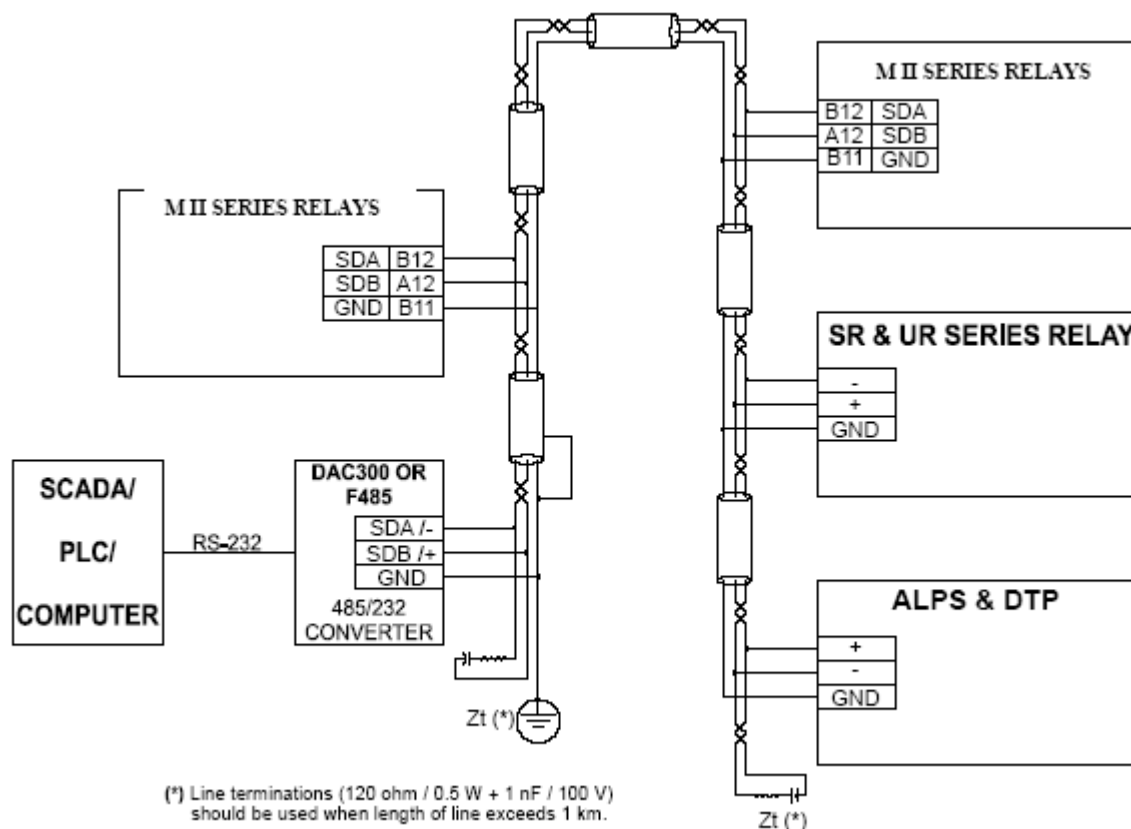 M II SERIES RELAYS
B12 SDA
A12 SDB
B11 GND
M II SERIES RELAYS
SDA B12
SDB A12
GND B11
SR & UR SERIES RELAY
-
+
GND
SCADA/
PLC/
COMPUTER
RS-232
DAC300 OR
F485
SDA /-
SDB /+
GND
485/232
CONVERTER
ALPS & DTP
+
-
GND
Zt (*)
Zt (*)
(*) Line terminations (120 ohm / 0.5 W + 1 nF / 100 V)
should be used when length of line exceeds 1 km.